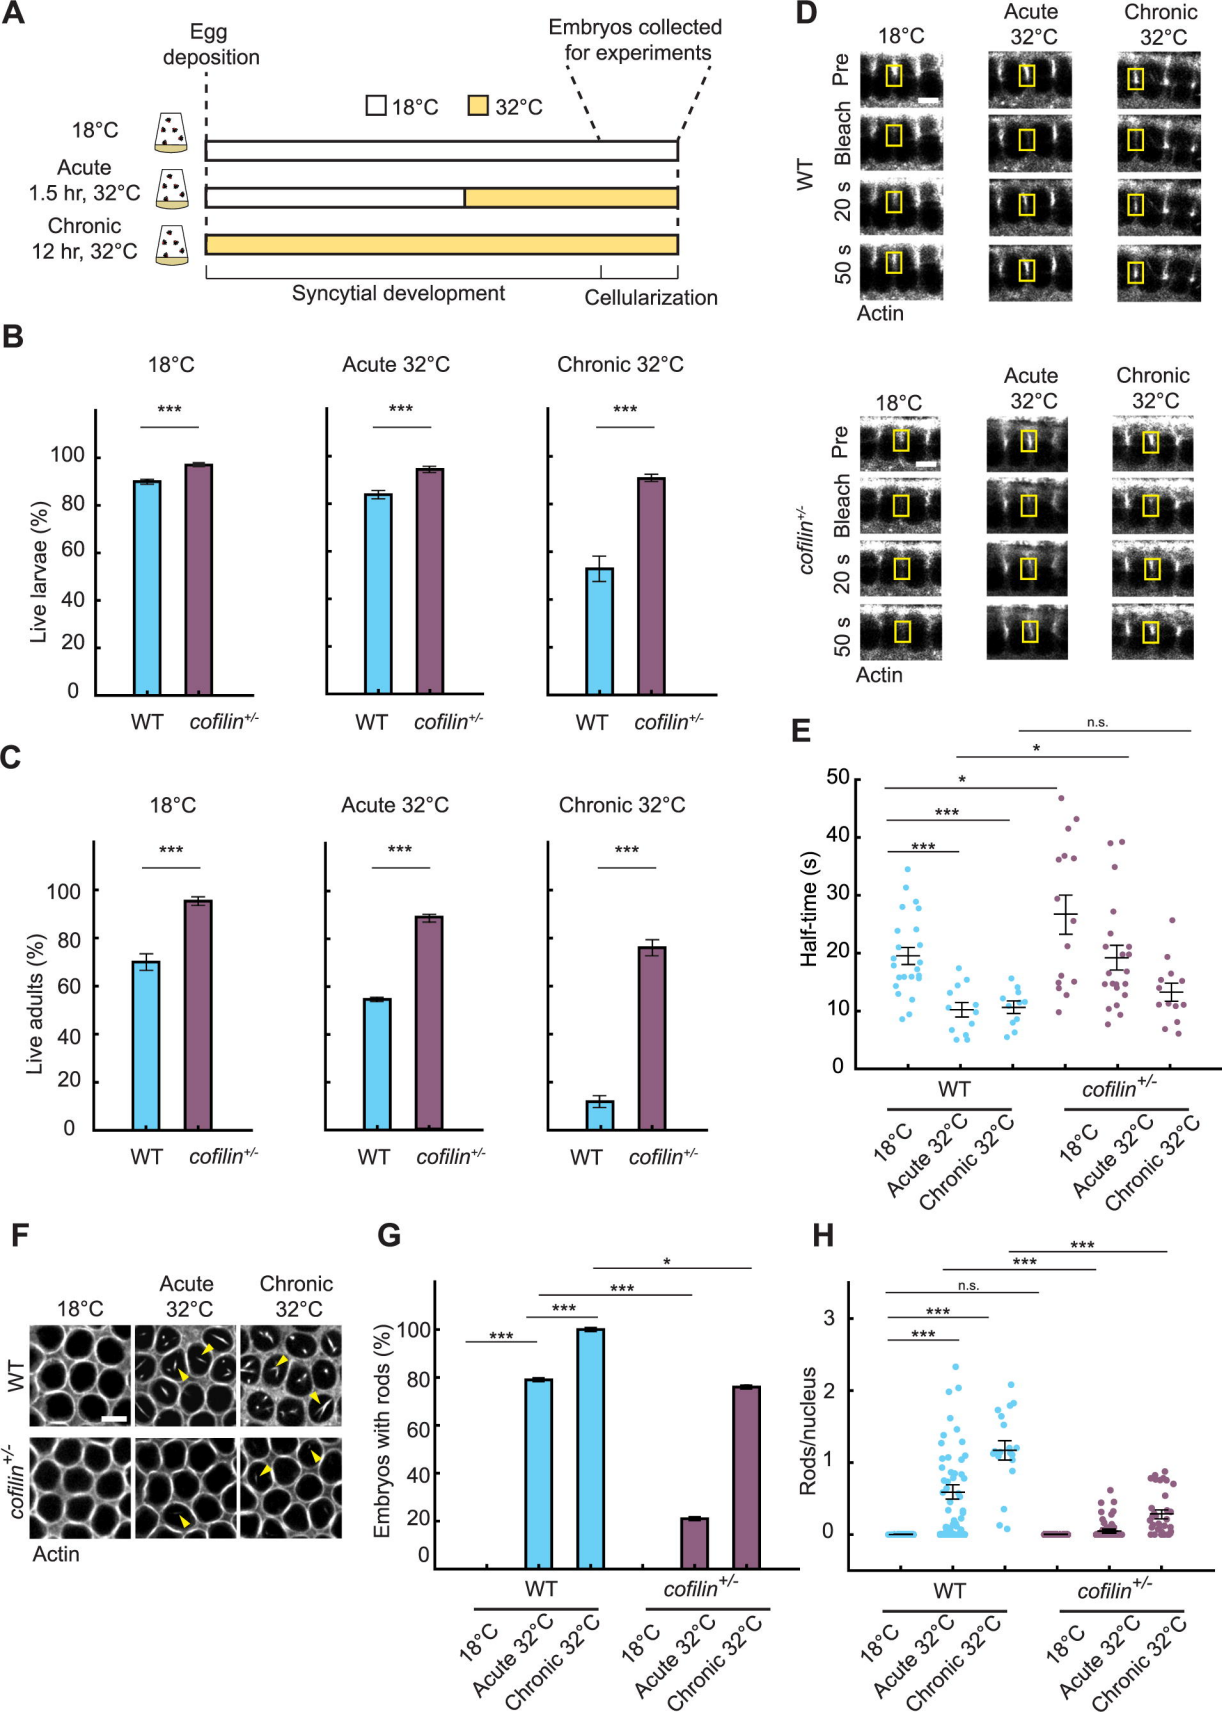 A
Egg
deposition
Embryos collected
for experiments
18°C
32°C
18°C
Acute
1.5 hr, 32°C
Chronic
12 hr, 32°C
Syncytial development
Cellularization
B
18°C
Acute 32°C
Chronic 32°C
***
***
***
Live larvae (%)
100
80
60
40
20
0
WT
cofilin+/-
WT
cofilin+/-
WT
cofilin+/-
C
18°C
Acute 32°C
Chronic 32°C
***
***
***
Live adults (%)
100
80
60
40
20
0
WT
cofilin+/-
WT
cofilin+/-
WT
cofilin+/-
D
18°C
Acute
32°C
Chronic
32°C
WT
Pre
Bleach
20 s
50 s
Actin
18°C
Acute
32°C
Chronic
32°C
cofilin+/-
Pre
Bleach
20 s
50 s
Actin
E
n.s.
*
*
***
***
Half-time (s)
50
40
30
20
10
0
WT
cofilin+/-
18°C
Acute 32°C
Chronic 32°C
18°C
Acute 32°C
Chronic 32°C
F
18°C
Acute
32°C
Chronic
32°C
WT
cofilin+/-
Actin
G
*
***
***
***
Embryos with rods (%)
100
80
60
40
20
0
WT
cofilin+/-
18°C
Acute 32°C
Chronic 32°C
18°C
Acute 32°C
Chronic 32°C
H
***
***
n.s.
***
***
Rods/nucleus
3
2
1
0
WT
cofilin+/-
18°C
Acute 32°C
Chronic 32°C
18°C
Acute 32°C
Chronic 32°C